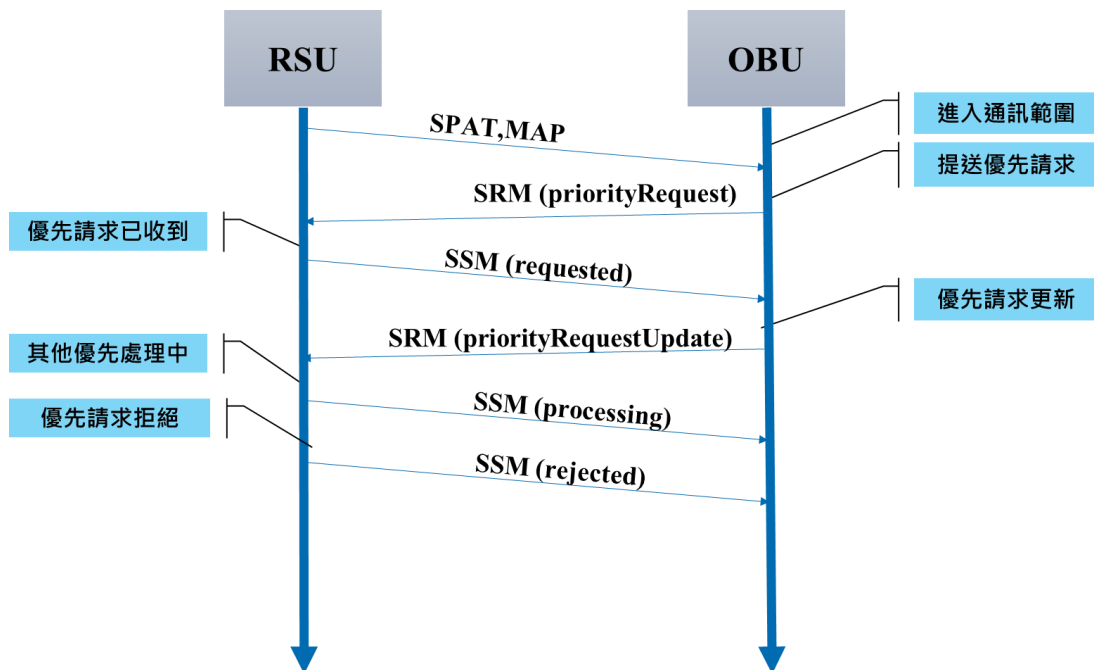 RSU
OBU
進入通訊範圍
SPAT,MAP
提送優先請求
SRM (priorityRequest)
優先請求已收到
SSM (requested)
優先請求更新
SRM (priorityRequestUpdate)
其他優先處理中
SSM (processing)
優先請求拒絕
SSM (rejected)